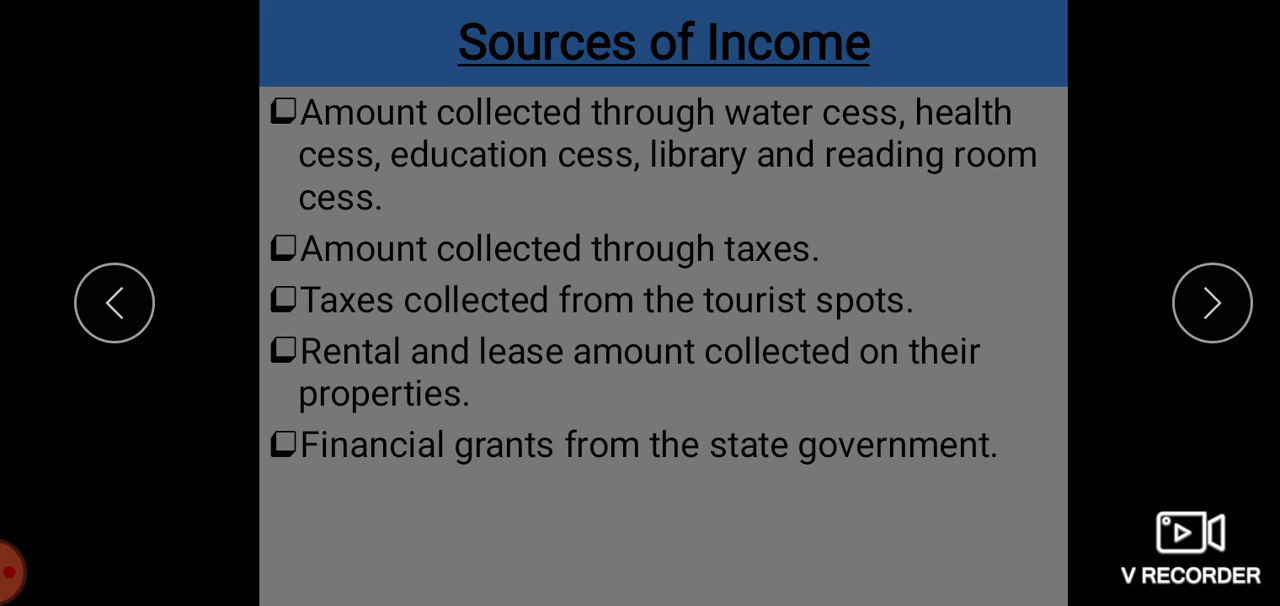 Sources of Income
Amount collected through water cess, health
cess, education cess, library and reading room
cess.
Amount collected through taxes.
Taxes collected from the tourist spots.
Rental and lease amount collected on their
properties.
Financial grants from the state government.
V RECORDER